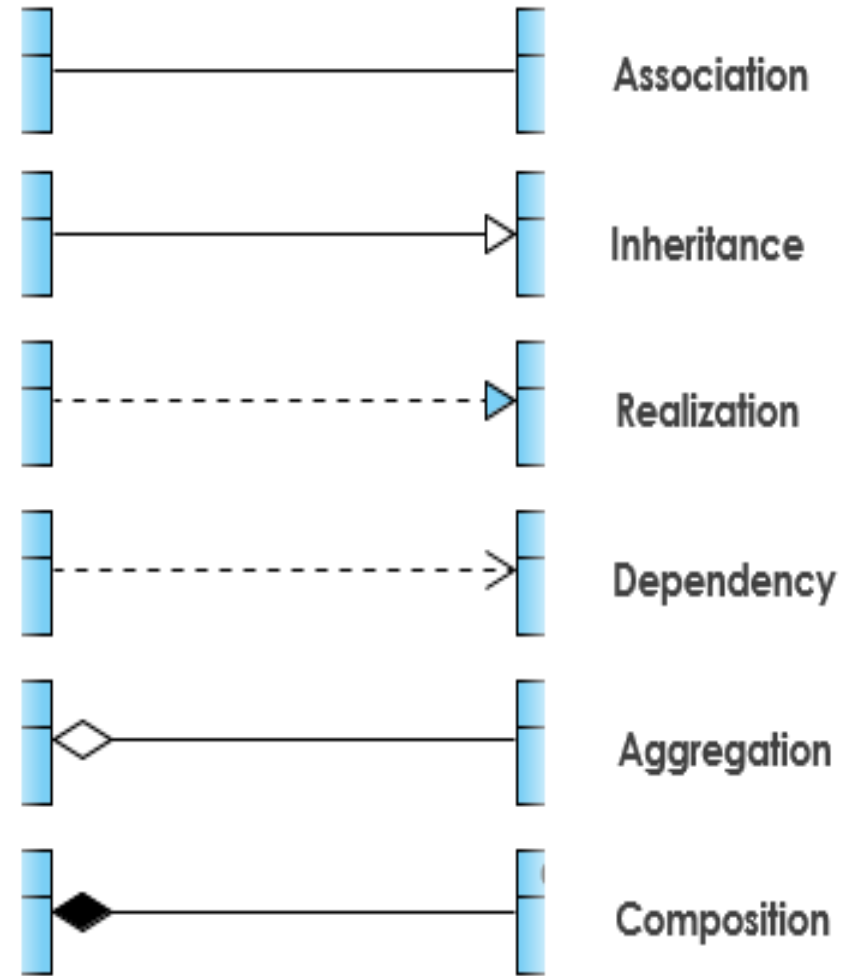 Association
Inheritance
Realization
Dependency
Aggregation
Composition